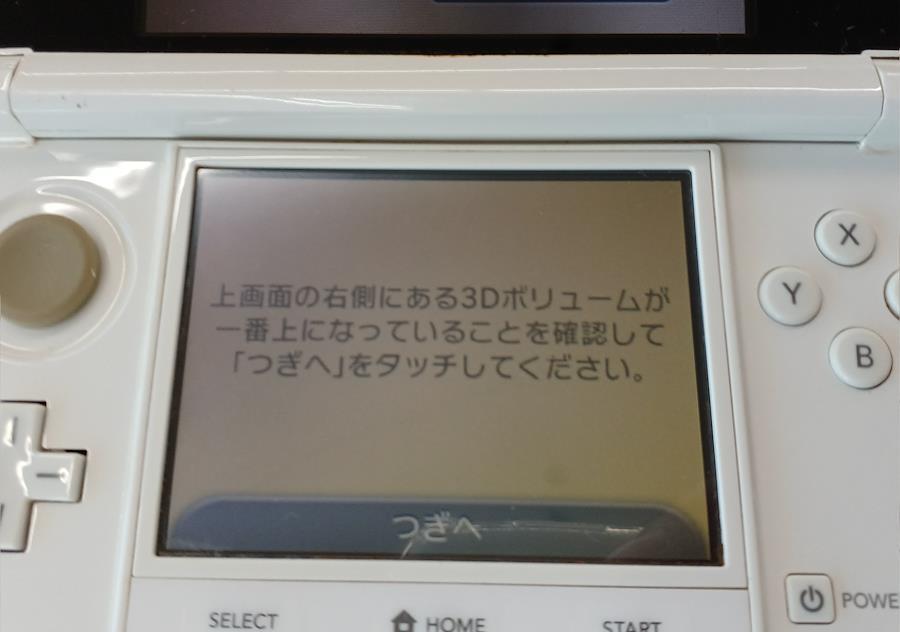 上画面の右側にある3Dボリュームが
一番上になっていることを確認して
「つぎへ」をタッチしてください。
つぎへ
X
Y
B
SELECT
HOME
START
POWE